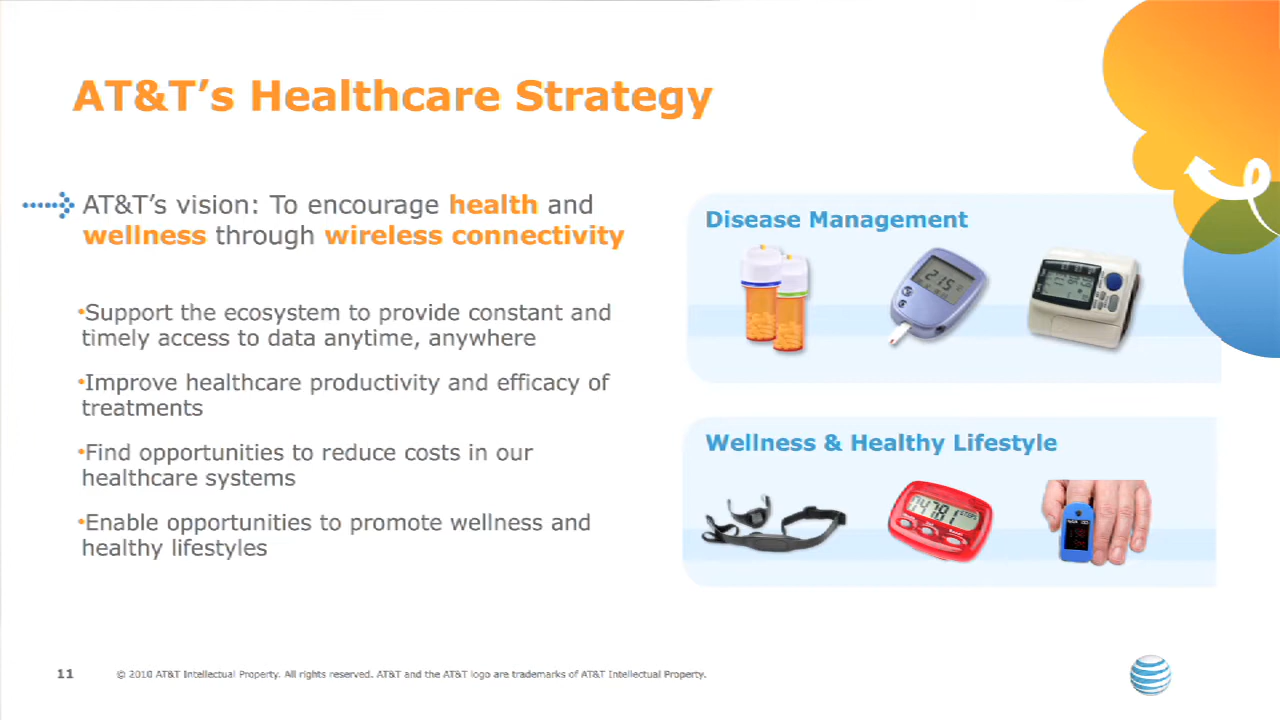 AT&T’s Healthcare Strategy
AT&T’s vision: To encourage health and
wellness through wireless connectivity
•Support the ecosystem to provide constant and
timely access to data anytime, anywhere
•Improve healthcare productivity and efficacy of
treatments
•Find opportunities to reduce costs in our
healthcare systems
•Enable opportunities to promote wellness and
healthy lifestyles
Disease Management
215
Wellness & Healthy Lifestyle
STEPS
11
© 2010 AT&T Intellectual Property. All rights reserved. AT&T and the AT&T logo are trademarks of AT&T Intellectual Property.